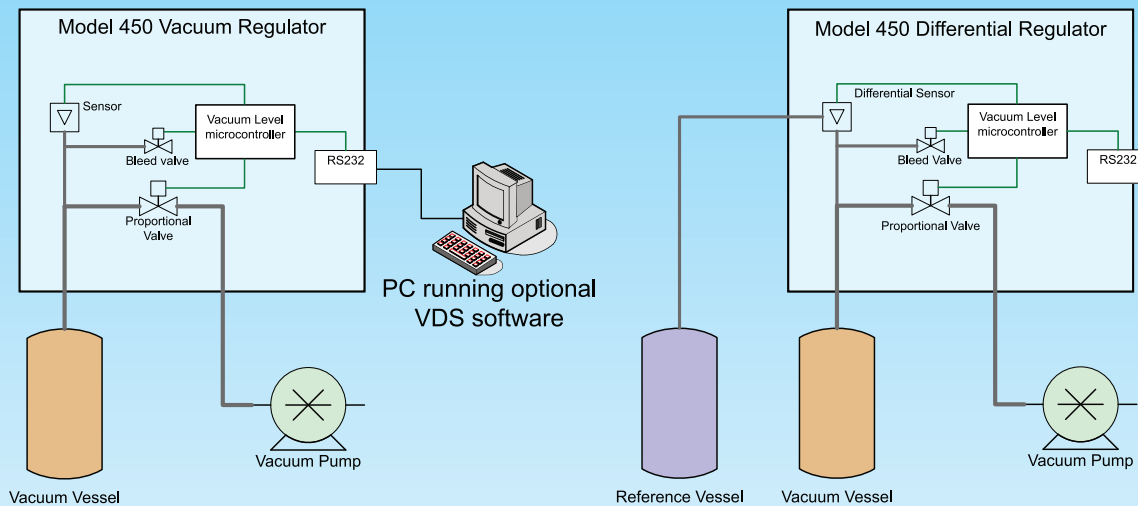 Model 450 Vacuum Regulator
Sensor
Vacuum Level
microcontroller
Bleed valve
RS232
Proportional
Valve
PC running optional
VDS software
Vacuum Pump
Vacuum Vessel
Model 450 Differential Regulator
Differential Sensor
Vacuum Level
microcontroller
Bleed Valve
RS232
Proportional Valve
Vacuum Pump
Reference Vessel
Vacuum Vessel